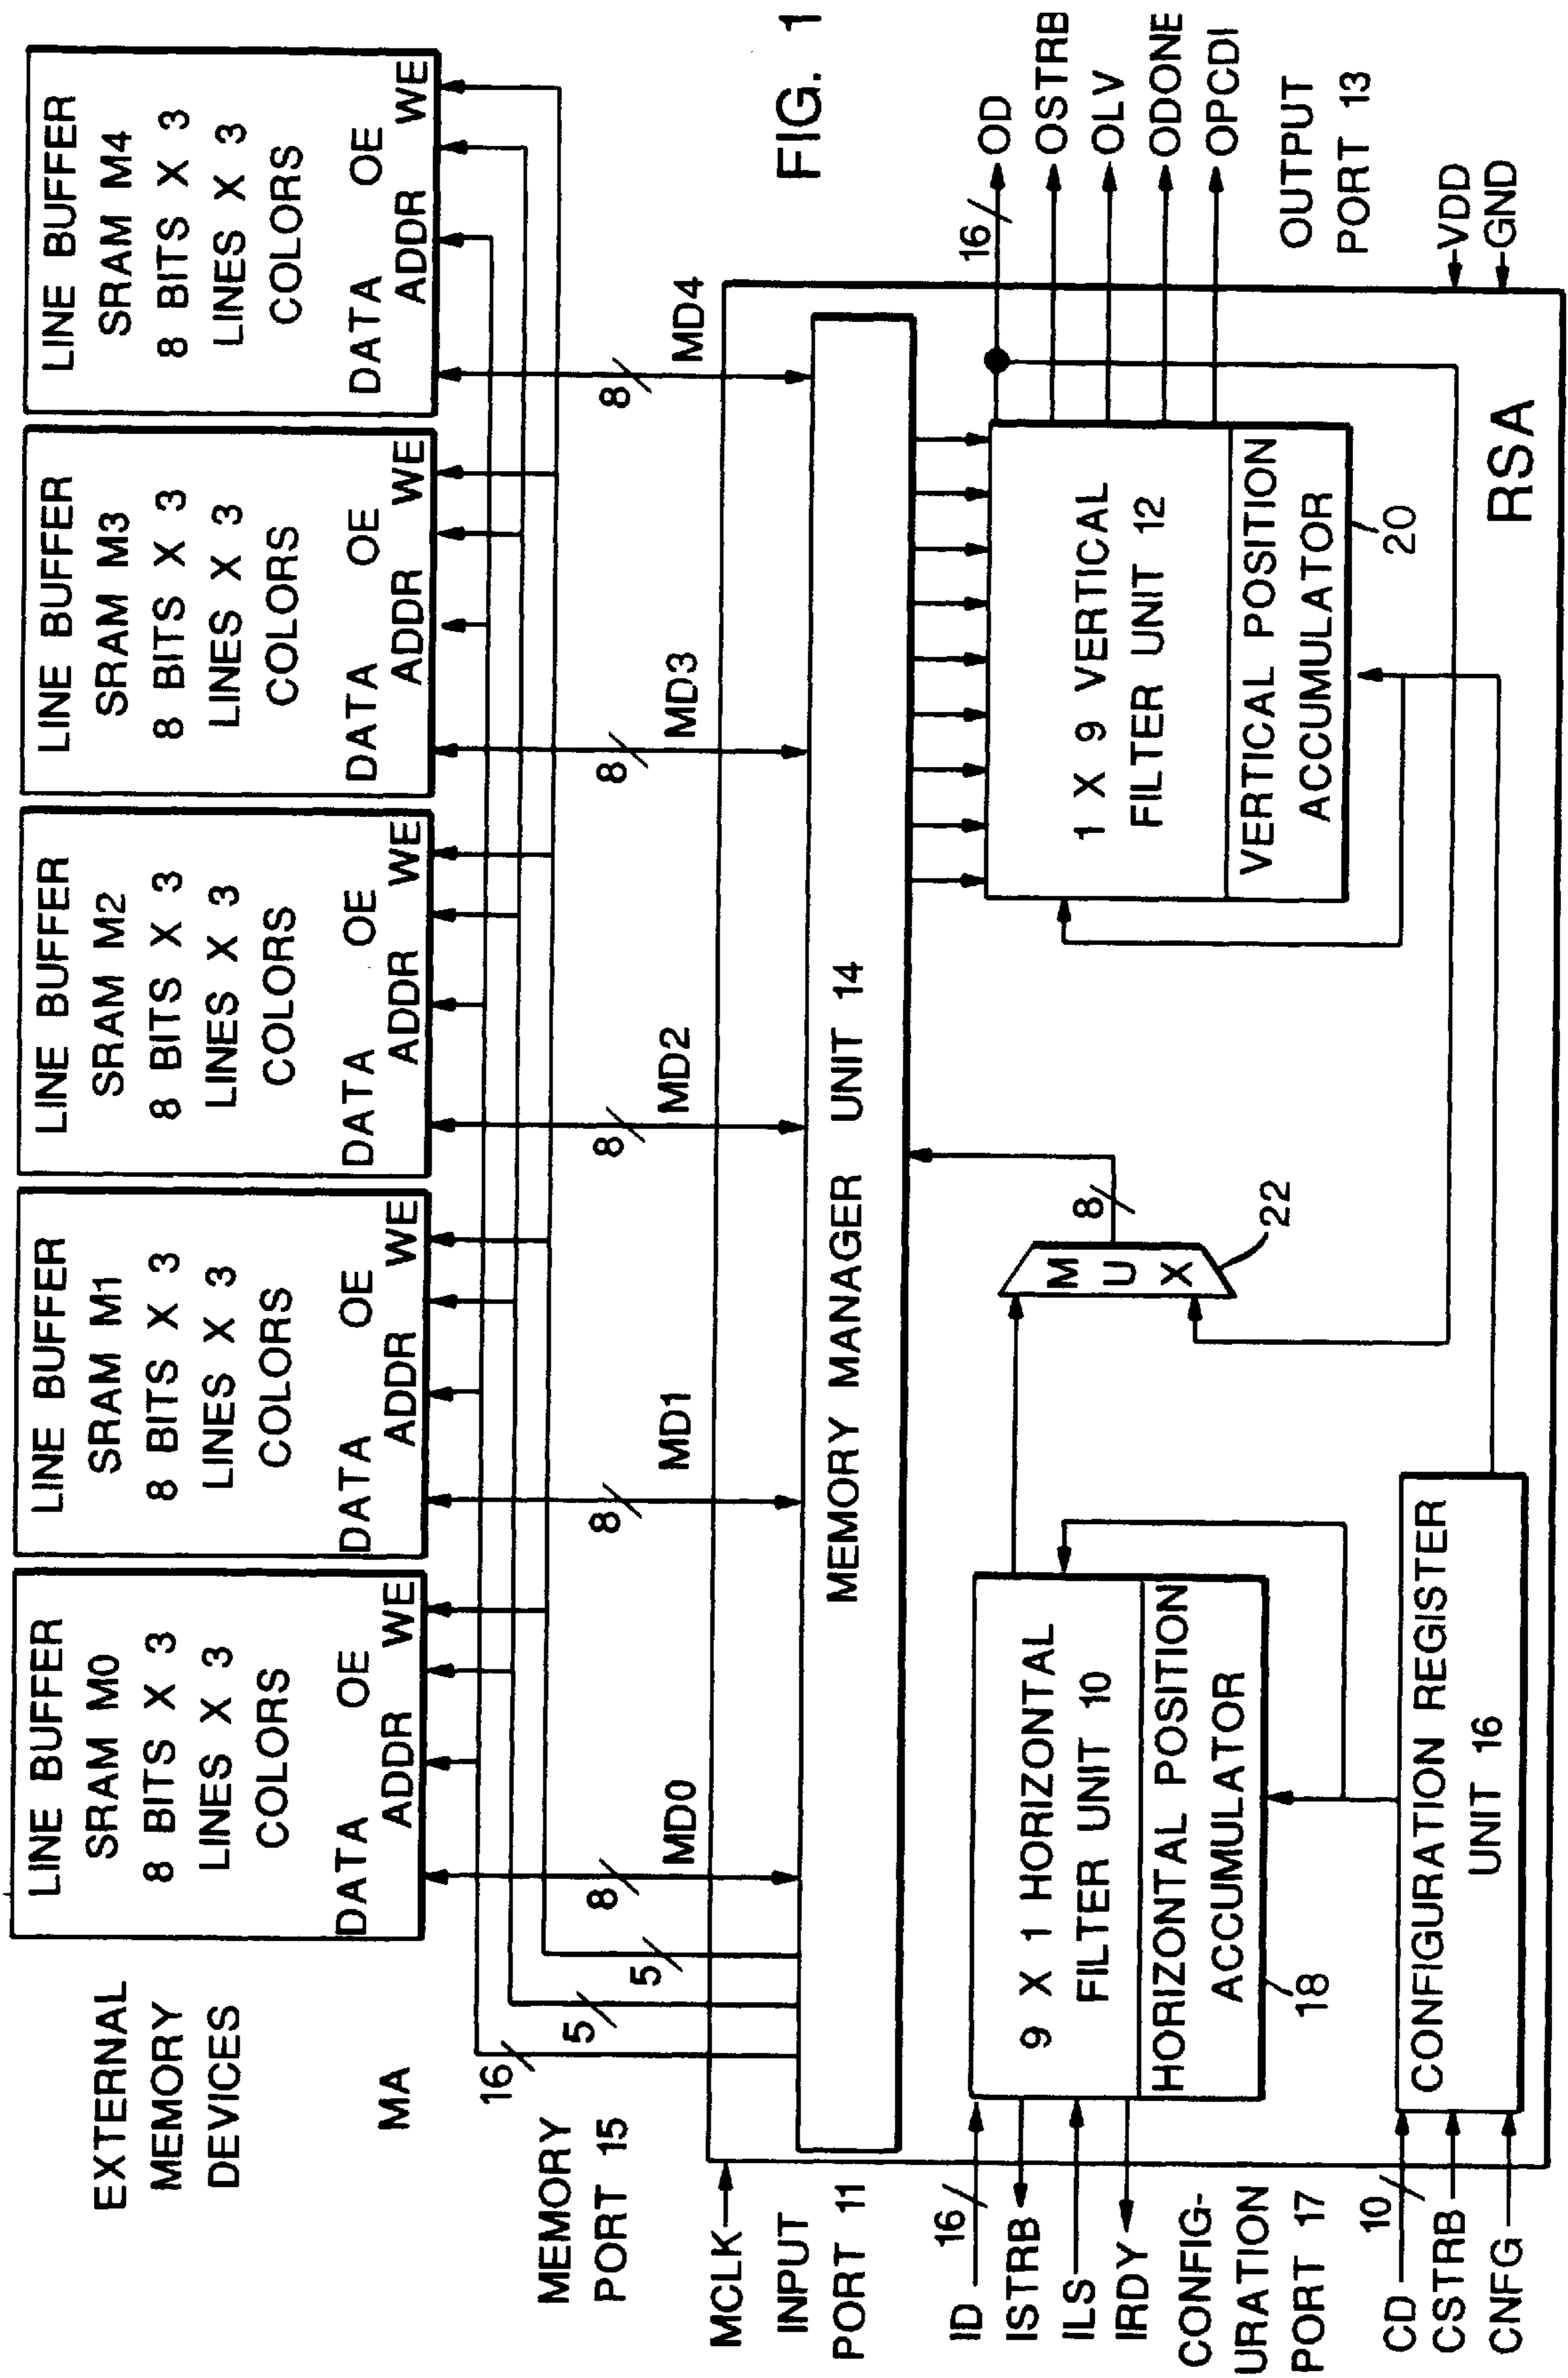 EXTERNAL
MEMORY
DEVICES
LINE BUFFER
SRAM M0
8 BITS X 3
LINES X 3
COLORS
DATA
ADDR
OE
WE
LINE BUFFER
SRAM M1
8 BITS X 3
LINES X 3
COLORS
DATA
ADDR
OE
WE
LINE BUFFER
SRAM M2
8 BITS X 3
LINES X 3
COLORS
DATA
ADDR
OE
WE
LINE BUFFER
SRAM M3
8 BITS X 3
LINES X 3
COLORS
DATA
ADDR
OE
WE
LINE BUFFER
SRAM M4
8 BITS X 3
LINES X 3
COLORS
DATA
ADDR
OE
WE
MA
16
5
5
8
MD0
8
MD1
8
MD2
8
MD3
8
MD4
MEMORY
PORT 15
FIG. 1
MCLK
INPUT
PORT 11
MEMORY MANAGER UNIT 14
ID
16
ISTRB
ILS
IRDY
9 X 1 HORIZONTAL
FILTER UNIT 10
HORIZONTAL POSITION
ACCUMULATOR
18
8
MUX
22
1 X 9 VERTICAL
FILTER UNIT 12
VERTICAL POSITION
ACCUMULATOR
20
16
OD
OSTRB
OLV
ODONE
OPCDI
OUTPUT
PORT 13
CONFIG-
URATION
PORT 17
CD
10
CSTRB
CNFG
CONFIGURATION REGISTER
UNIT 16
VDD
GND
RSA